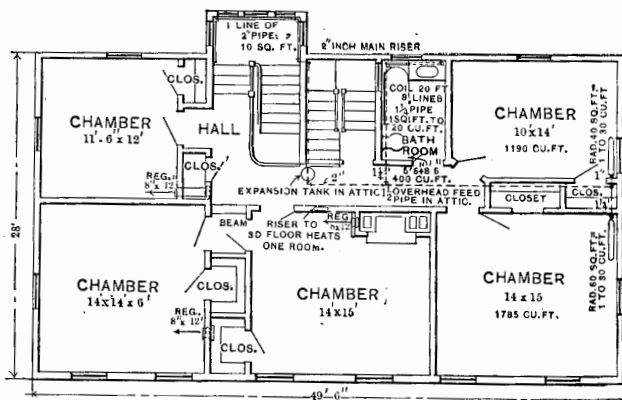 1 LINE OF
2" PIPE
10 SQ. FT.
2" INCH MAIN RISER
CLOS.
CHAMBER
11'-6" x 12'
HALL
CLOS.
REG.
8" x 12"
COIL 20 FT
8 LINES
PIPE
1 SQ. FT. TO
20 CU. FT.
BATH
ROOM
400 CU. FT.
CHAMBER
10 x 14'
1190 CU. FT.
RAD. 40 SQ. FT =
1 TO 30 CU. FT.
1"
2"
EXPANSION TANK IN ATTIC
OVERHEAD FEED
PIPE IN ATTIC.
CLOSET
CLOS.
BEAM
RISER TO
3D FLOOR HEATS
ONE ROOM.
REG
8x12"
CHAMBER
14' x 14' x 6'
CLOS.
REG.
8" x 12'
CLOS.
CHAMBER
14' x 15'
CHAMBER
14 x 15
1785 CU. FT.
RAD. 60 SQ. FT =
1 TO 30 CU. FT.
28'
49'-6"